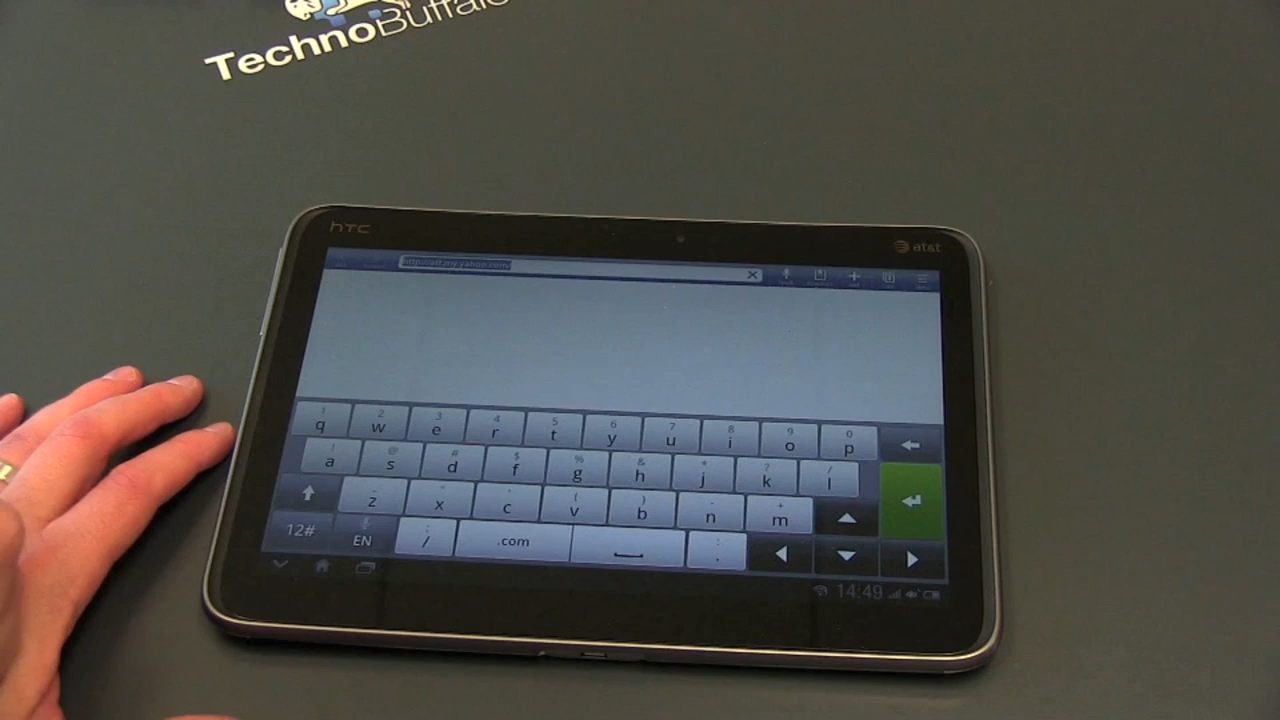 TechnoBuffalo
hTC
at&t
http://att.my.yahoo.com/
1 2 3 4 5 6 7 8 9 0
q w e r t y u i o p
! @ # $ % & * ? /
a s d f g h j k l
( )
z x c v b n m
12# EN / .com : .
14:49